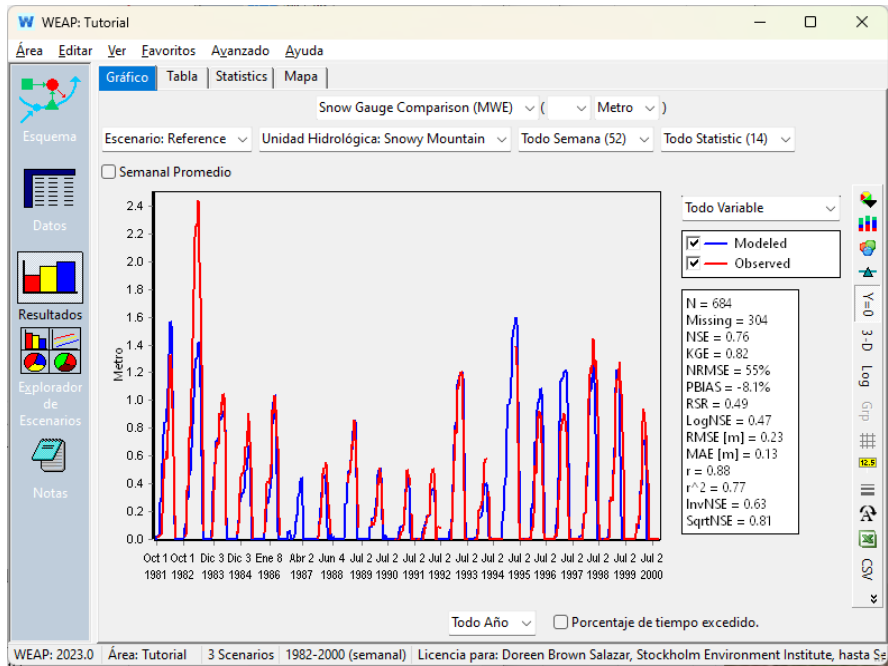 WEAP: Tutorial
Área Editar Ver Favoritos Avanzado Ayuda
Gráfico Tabla Statistics Mapa
Snow Gauge Comparison (MWE) ( Metro )
Escenario: Reference Unidad Hidrológica: Snowy Mountain Todo Semana (52) Todo Statistic (14)
Semanal Promedio
Esquema
Datos
Resultados
Explorador
de
Escenarios
Notas
Metro
2.4
2.2
2.0
1.8
1.6
1.4
1.2
1.0
0.8
0.6
0.4
0.2
0.0
Oct 1 Oct 1 Dic 3 Dic 3 Ene 8 Abr 2 Jun 4 Jul 2 Jul 2 Jul 2 Jul 2 Jul 2 Jul 2 Jul 2 Jul 2 Jul 2 Jul 2 Jul 2 Jul 2
1981 1982 1983 1984 1986 1987 1988 1989 1990 1991 1992 1993 1994 1995 1996 1997 1998 1999 2000
Todo Variable
Modeled
Observed
N = 684
Missing = 304
NSE = 0.76
KGE = 0.82
NRMSE = 55%
PBIAS = -8.1%
RSR = 0.49
LogNSE = 0.47
RMSE [m] = 0.23
MAE [m] = 0.13
r = 0.88
r^2 = 0.77
InvNSE = 0.63
SqrtNSE = 0.81
Y=0
3-D
Log
Grp
12.5
CSV
Todo Año Porcentaje de tiempo excedido.
WEAP: 2023.0 Área: Tutorial 3 Scenarios 1982-2000 (semanal) Licencia para: Doreen Brown Salazar, Stockholm Environment Institute, hasta